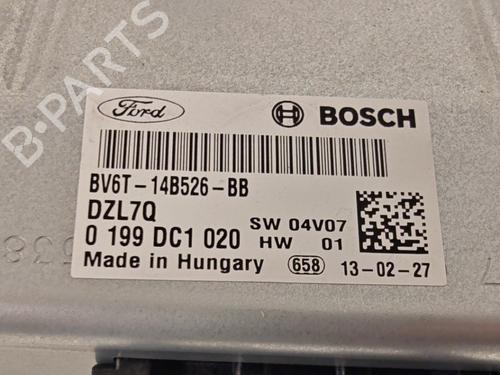 B-PARTS
Ford
BOSCH
BV6T-14B526-BB
DZL7Q
SW 04V07
0 199 DC1 020
HW 01
Made in Hungary
658
13-02-27